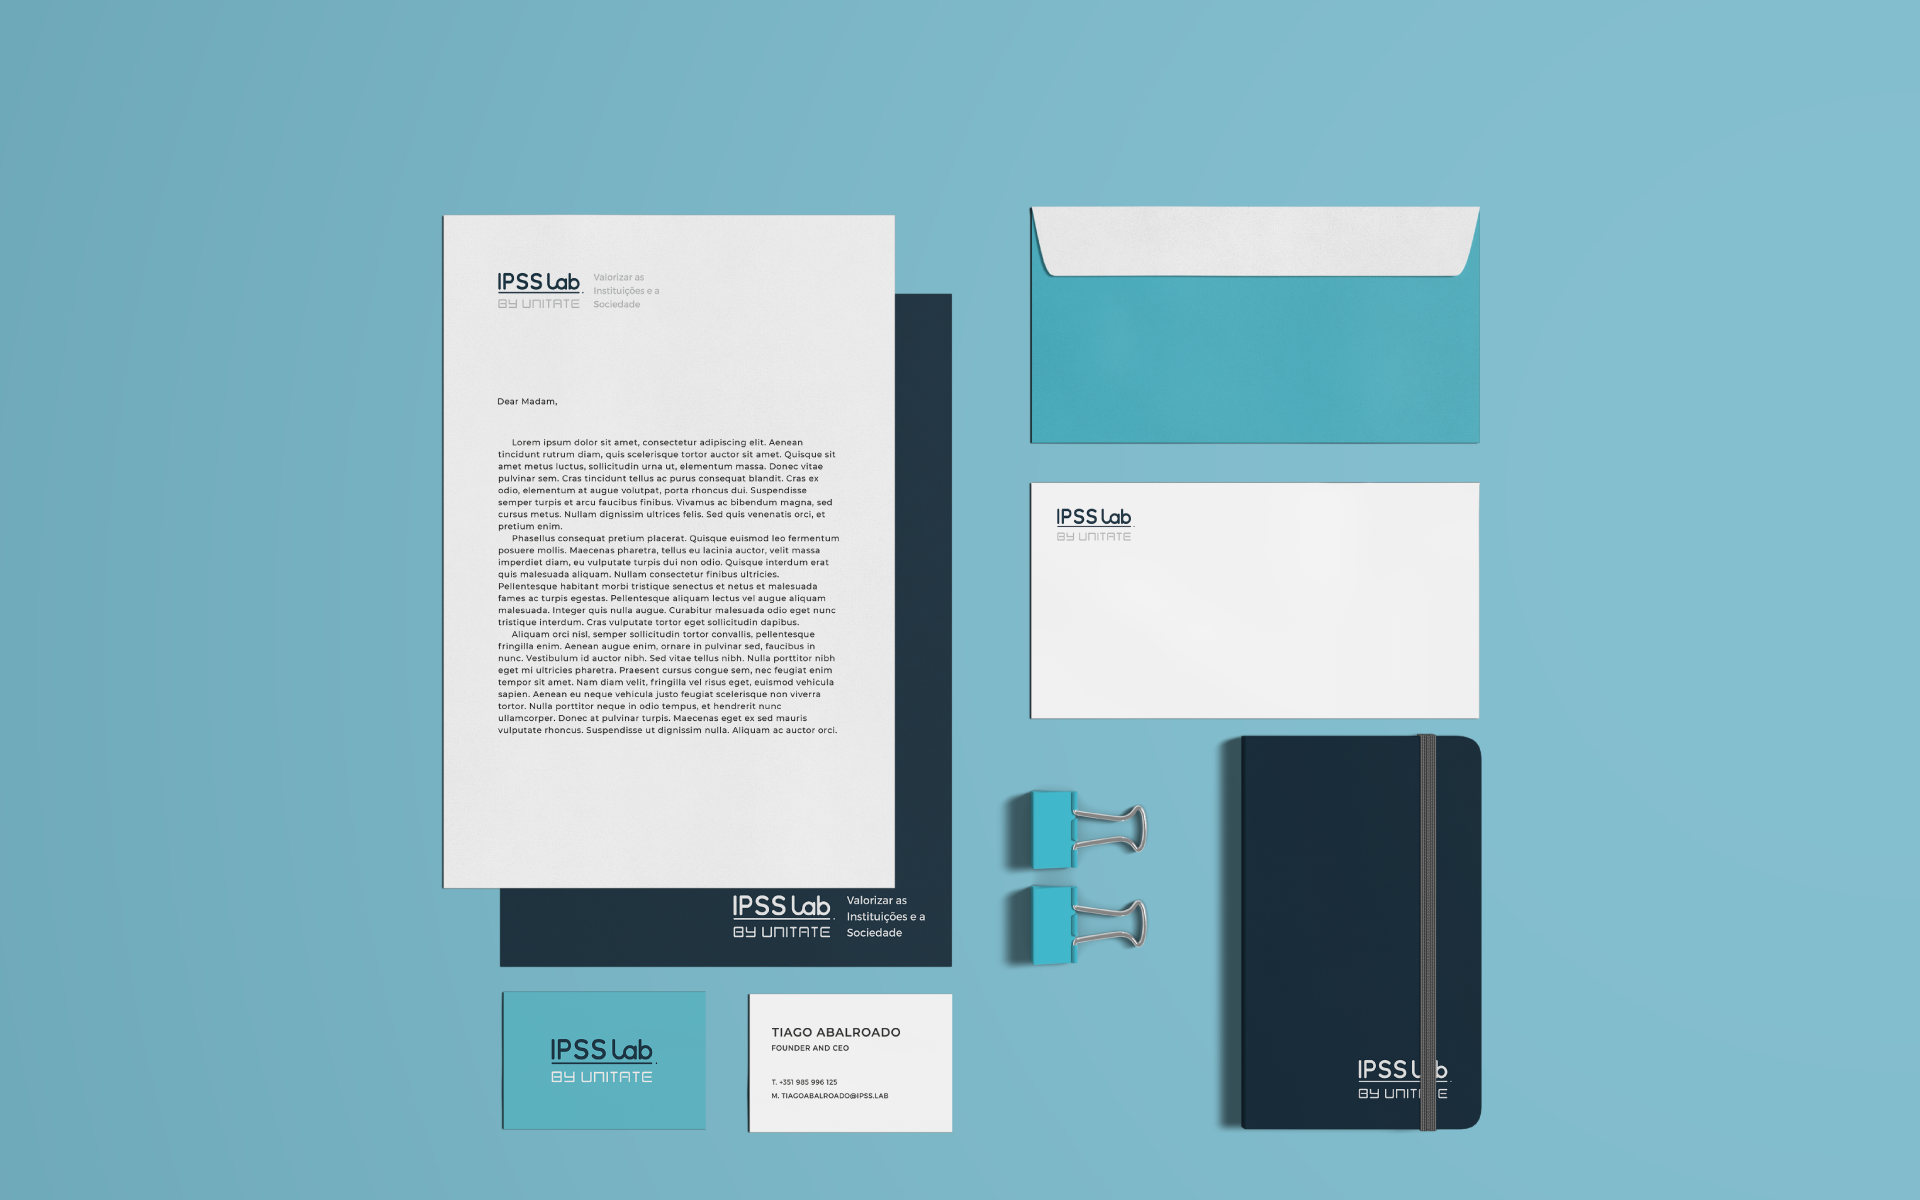 IPSS Lab.
BY UNITATE
Valorizar as
Instituições e a
Sociedade
Dear Madam,
Lorem ipsum dolor sit amet, consectetur adipiscing elit. Aenean
tincidunt rutrum diam, quis scelerisque tortor auctor sit amet. Quisque sit
amet metus luctus, sollicitudin urna ut, elementum massa. Donec vitae
pulvinar sem. Cras tincidunt tellus ac purus consequat blandit. Cras ex
odio, elementum at augue volutpat, porta rhoncus dui. Suspendisse
semper turpis et arcu faucibus finibus. Vivamus ac bibendum magna, sed
cursus metus. Nullam dignissim ultrices felis. Sed quis venenatis orci, et
pretium enim.
Phasellus consequat pretium placerat. Quisque euismod leo fermentum
posuere mollis. Maecenas pharetra, tellus eu lacinia auctor, velit massa
imperdiet diam, eu vulputate turpis dui non odio. Quisque interdum erat
quis malesuada aliquam. Nullam consectetur finibus ultricies.
Pellentesque habitant morbi tristique senectus et netus et malesuada
fames ac turpis egestas. Pellentesque aliquam lectus vel augue aliquam
malesuada. Integer quis nulla augue. Curabitur malesuada odio eget nunc
tristique interdum. Cras vulputate tortor eget sollicitudin dapibus.
Aliquam orci nisl, semper sollicitudin tortor convallis, pellentesque
fringilla enim. Aenean augue enim, ornare in pulvinar sed, faucibus in
nunc. Vestibulum id auctor nibh. Sed vitae tellus nibh. Nulla porttitor nibh
eget mi ultricies pharetra. Praesent cursus congue sem, nec feugiat enim
tempor sit amet. Nam diam velit, fringilla vel risus eget, euismod vehicula
sapien. Aenean eu neque vehicula justo feugiat scelerisque non viverra
tortor. Nulla porttitor neque in odio tempus, et hendrerit nunc
ullamcorper. Donec at pulvinar turpis. Maecenas eget ex sed mauris
vulputate rhoncus. Suspendisse ut dignissim nulla. Aliquam ac auctor orci.
IPSS Lab.
BY UNITATE
Valorizar as
Instituições e a
Sociedade
IPSS Lab.
BY UNITATE
TIAGO ABALROADO
FOUNDER AND CEO
T. +351 985 996 125
M. TIAGOABALROADO@IPSS.LAB
IPSS Lab.
BY UNITATE
IPSS Lab.
BY UNITATE